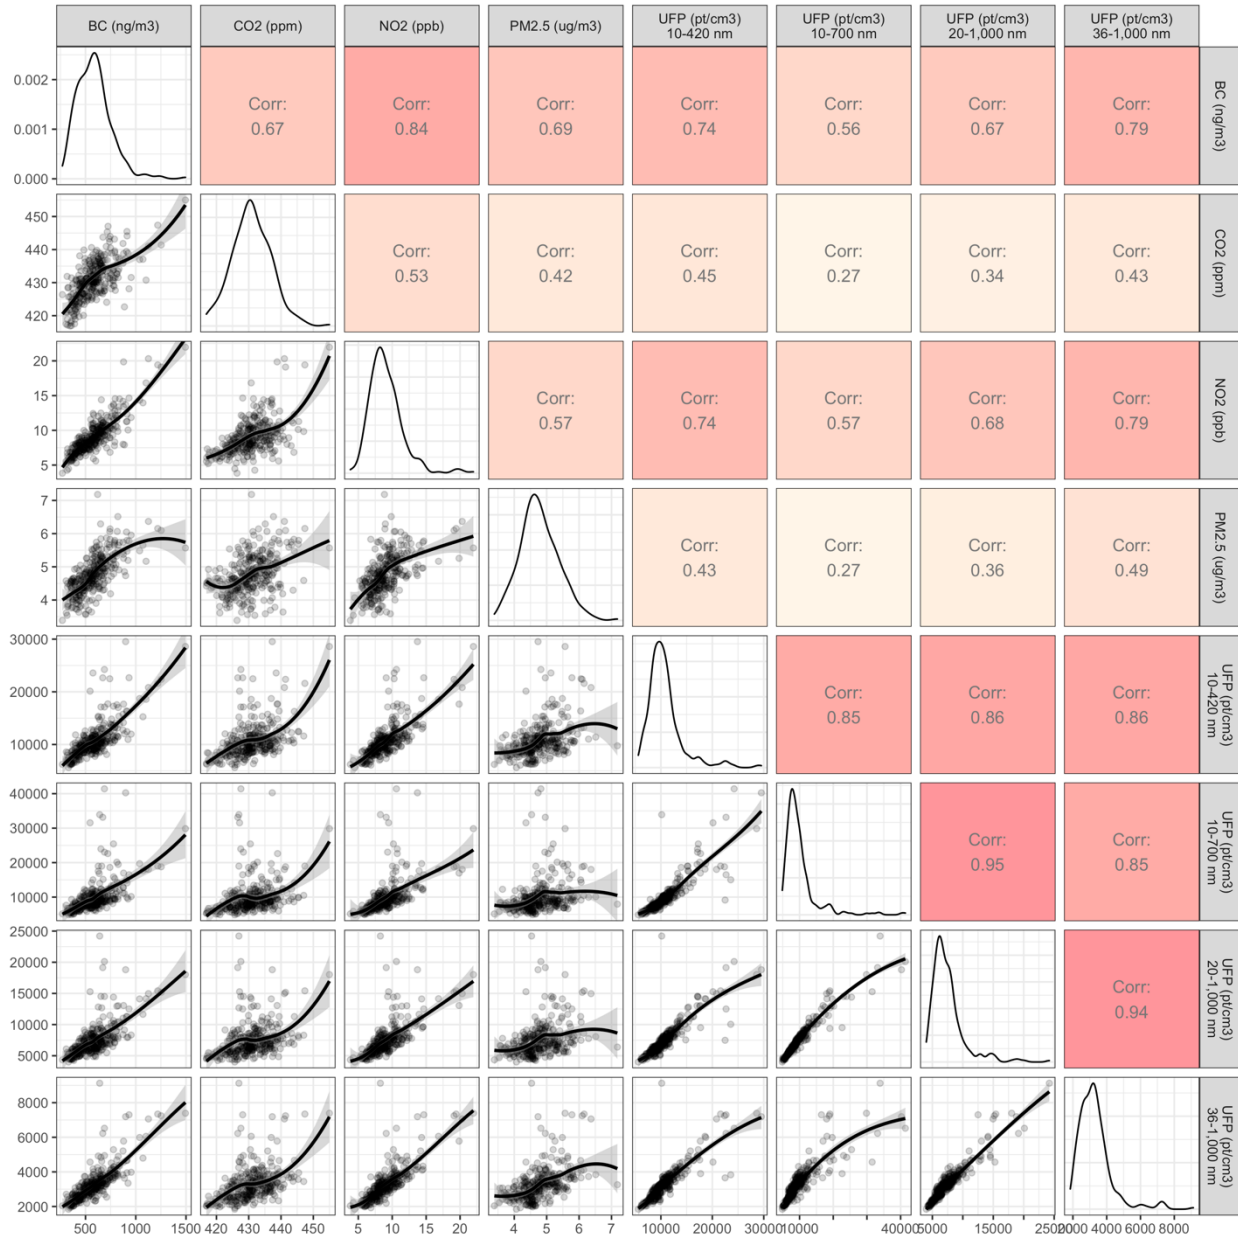 BC (ng/m3)
CO2 (ppm)
NO2 (ppb)
PM2.5 (ug/m3)
UFP (pt/cm3)
10-420 nm
UFP (pt/cm3)
10-700 nm
UFP (pt/cm3)
20-1,000 nm
UFP (pt/cm3)
36-1,000 nm
0.002
0.001
0.000
Corr:
0.67
Corr:
0.84
Corr:
0.69
Corr:
0.74
Corr:
0.56
Corr:
0.67
Corr:
0.79
BC (ng/m3)
450
440
430
420
Corr:
0.53
Corr:
0.42
Corr:
0.45
Corr:
0.27
Corr:
0.34
Corr:
0.43
CO2 (ppm)
20
15
10
5
Corr:
0.57
Corr:
0.74
Corr:
0.57
Corr:
0.68
Corr:
0.79
NO2 (ppb)
7
6
5
4
Corr:
0.43
Corr:
0.27
Corr:
0.36
Corr:
0.49
PM2.5 (ug/m3)
30000
20000
10000
Corr:
0.85
Corr:
0.86
Corr:
0.86
UFP (pt/cm3)
10-420 nm
40000
30000
20000
10000
Corr:
0.95
Corr:
0.85
UFP (pt/cm3)
10-700 nm
25000
20000
15000
10000
5000
Corr:
0.94
UFP (pt/cm3)
20-1,000 nm
8000
6000
4000
2000
UFP (pt/cm3)
36-1,000 nm
500 1000 1500
420 430 440 450
5 10 15 20
4 5 6 7
10000 20000 30000
10000 40000
5000 15000 25000
2000 4000 6000 8000